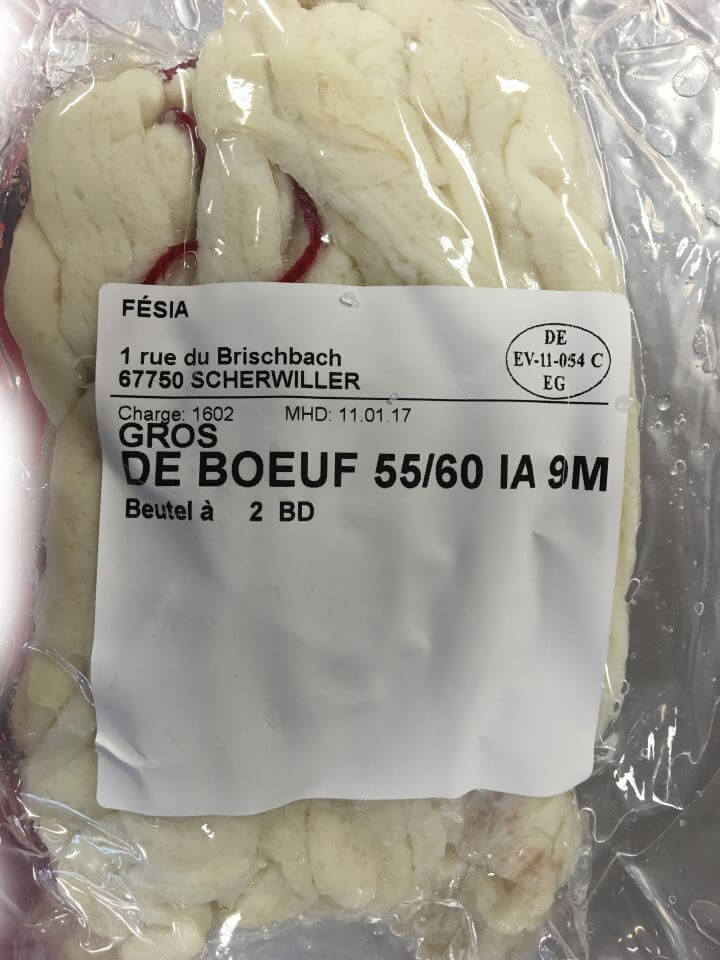 FÉSIA
1 rue du Brischbach
67750 SCHERWILLER
DE
EV-11-054 C
EG
Charge: 1602 MHD: 11.01.17
GROS
DE BOEUF 55/60 IA 9M
Beutel à 2 BD